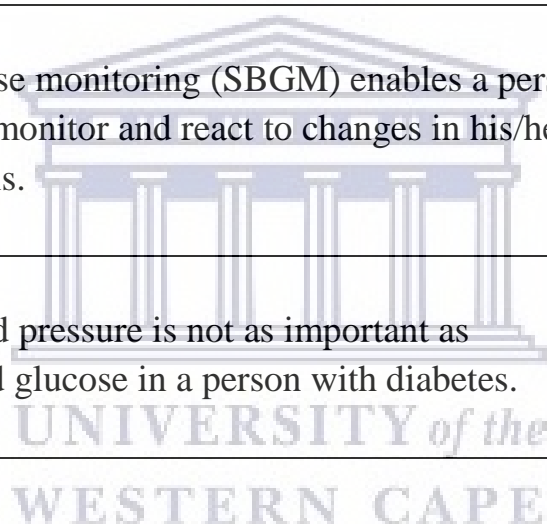 se monitoring (SBGM) enables a pers
monitor and react to changes in his/he
s.
d pressure is not as important as
d glucose in a person with diabetes.
UNIVERSITY of the
WESTERN CAPE